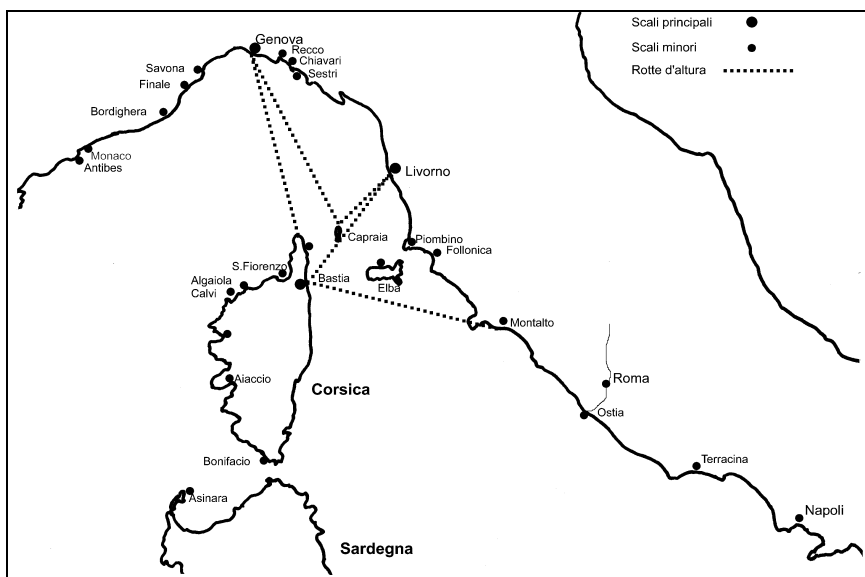 Scali principali
Scali minori
Rotte d'altura
Genova
Recco
Chiavari
Sestri
Savona
Finale
Bordighera
Monaco
Antibes
Livorno
Capraia
Piombino
Follonica
S.Fiorenzo
Bastia
Algaiola
Calvi
Elba
Montalto
Aiaccio
Corsica
Roma
Ostia
Bonifacio
Terracina
Asinara
Napoli
Sardegna